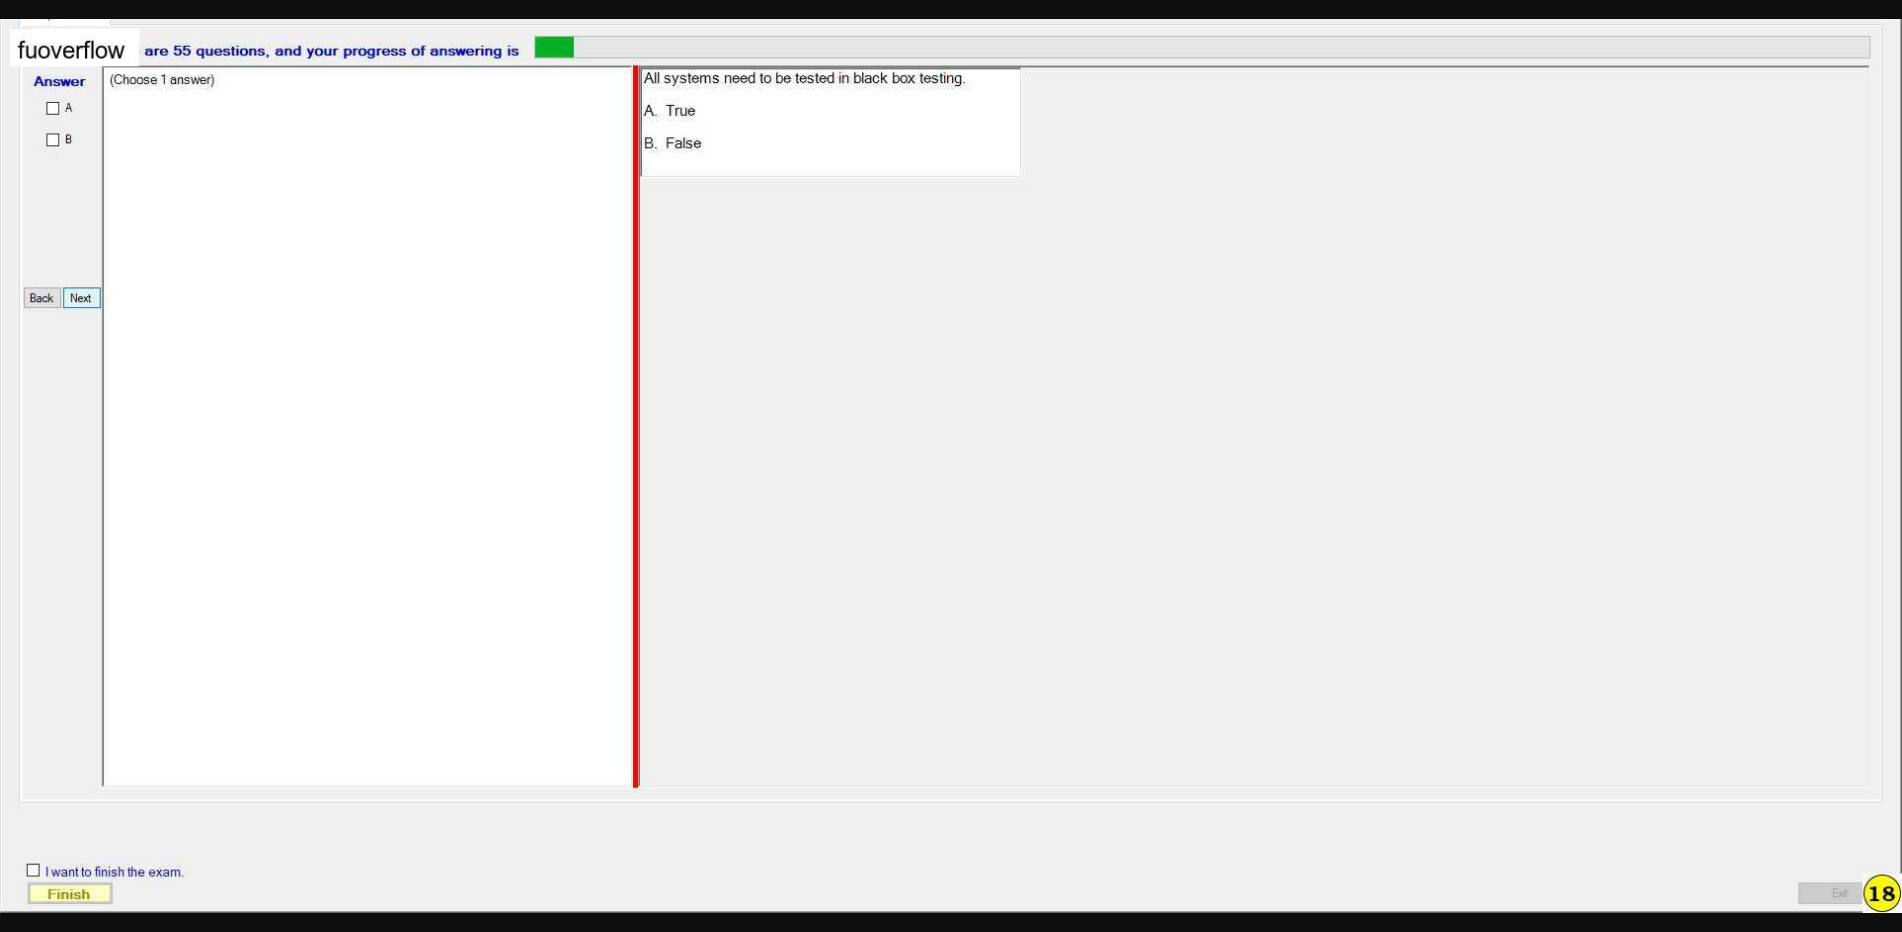 fuoverflow are 55 questions, and your progress of answering is
Answer
(Choose 1 answer)
A
B
Back Next
All systems need to be tested in black box testing.
A. True
B. False
I want to finish the exam.
Finish
Exit
18